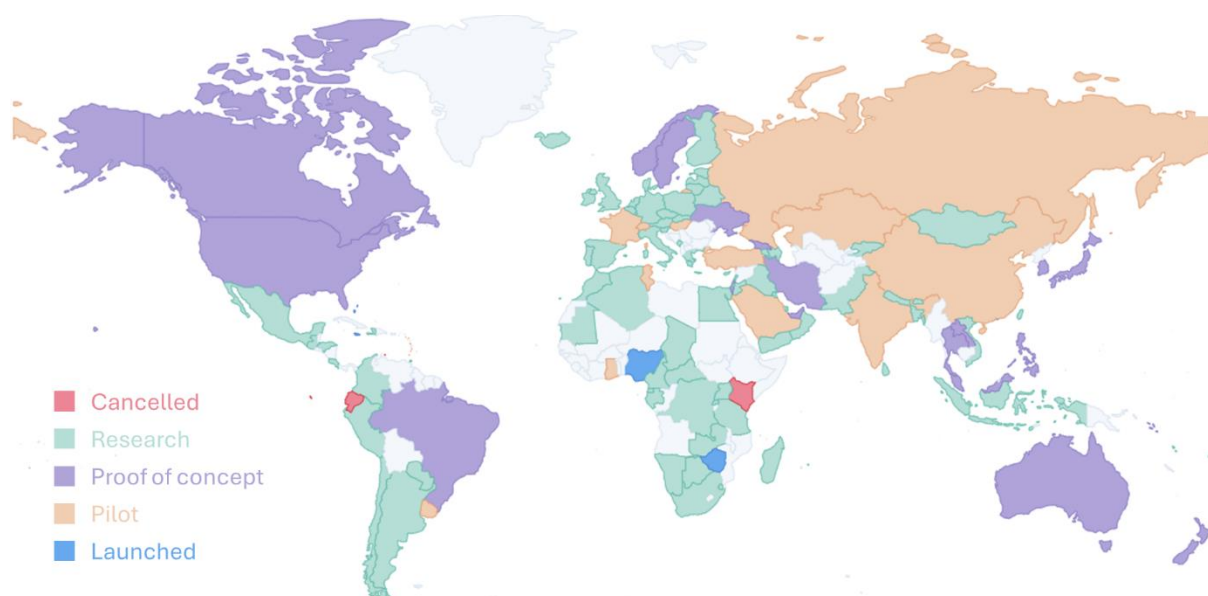 Cancelled
Research
Proof of concept
Pilot
Launched